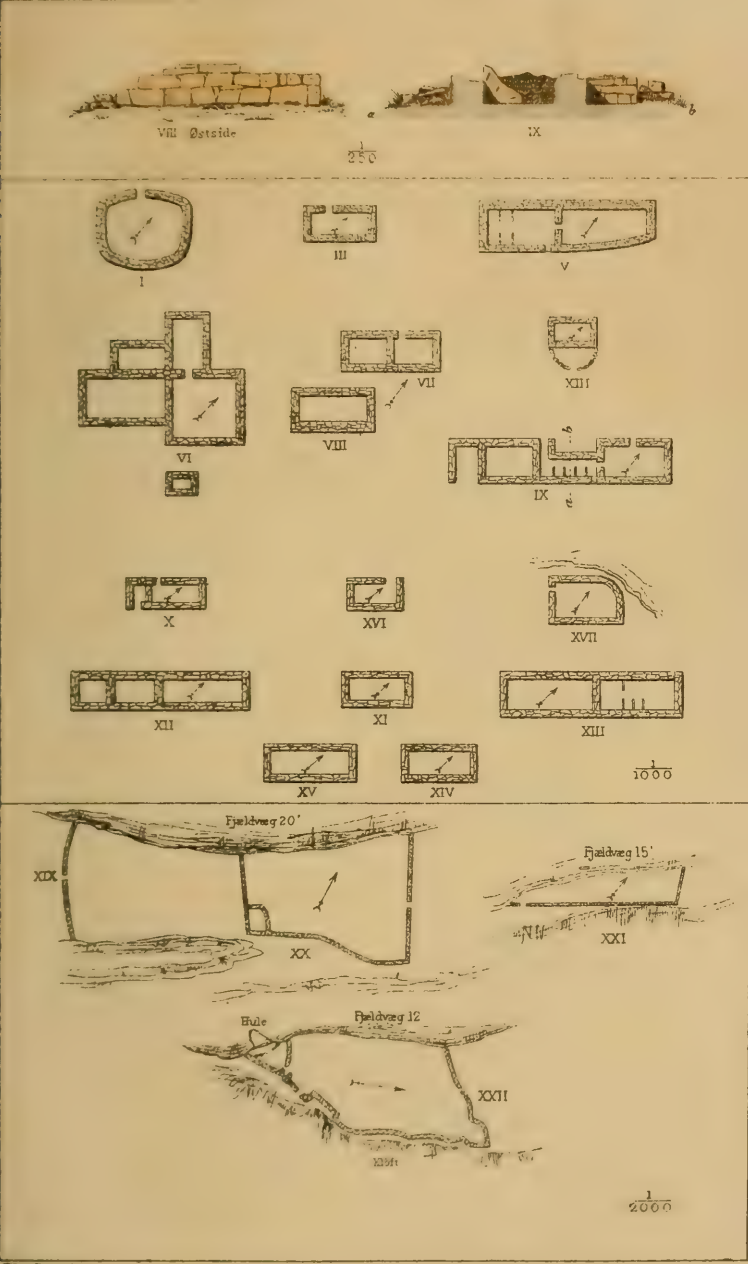 VIII Østside
a
IX
b
1
250
I
III
V
VI
VII
VIII
XIII
IX
X
XVI
XVII
XII
XI
XIII
XV
XIV
1
1000
Fjældvæg 20'
XIX
XX
Fjældvæg 15'
XXI
Hule
Fjældvæg 12
XXII
Kløft
1
2000